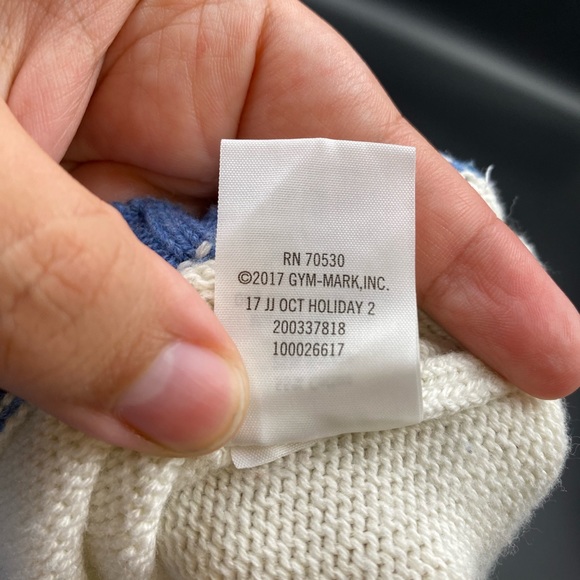 RN 70530
©2017 GYM-MARK,INC.
17 JJ OCT HOLIDAY 2
200337818
100026617